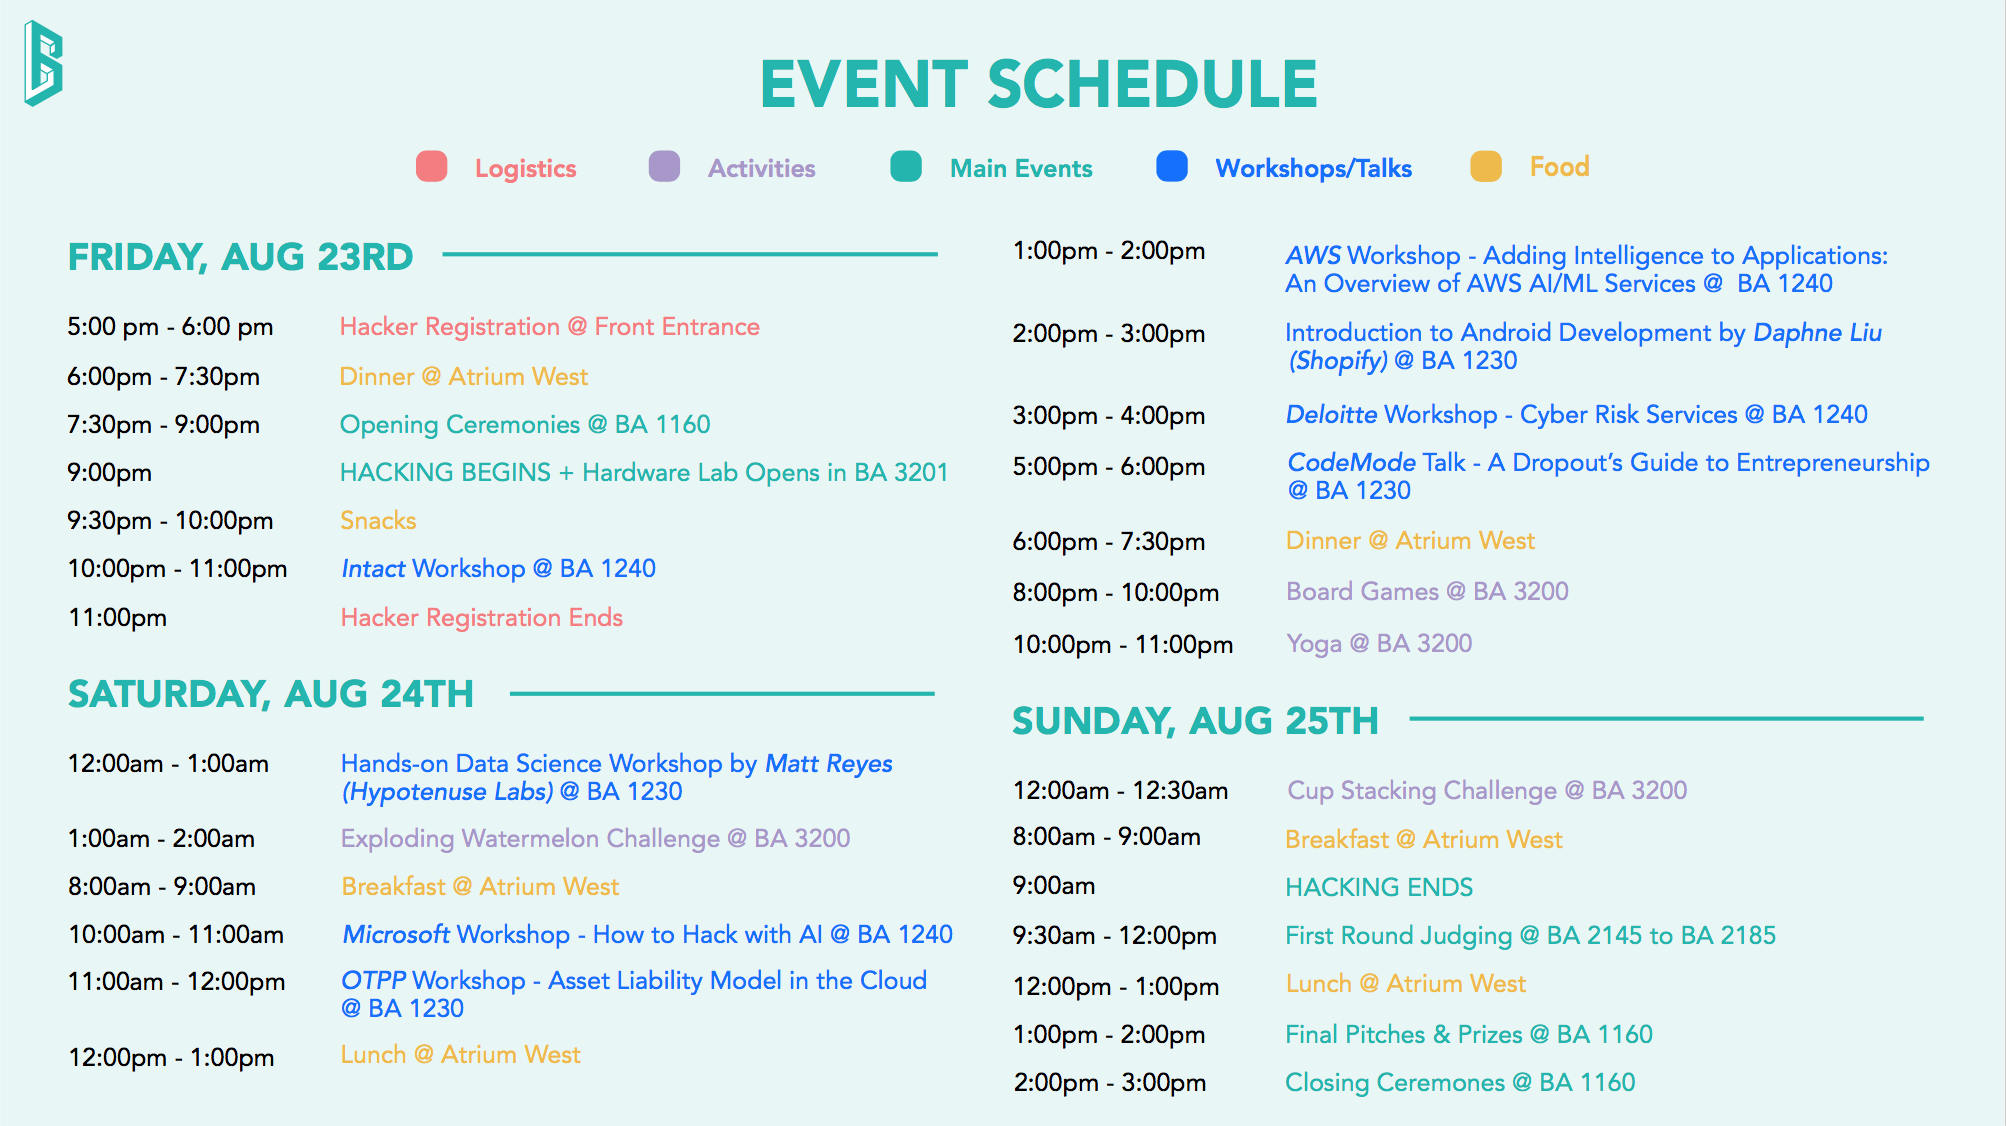 EVENT SCHEDULE
Logistics
Activities
Main Events
Workshops/Talks
Food
FRIDAY, AUG 23RD
5:00 pm - 6:00 pm Hacker Registration @ Front Entrance
6:00pm - 7:30pm Dinner @ Atrium West
7:30pm - 9:00pm Opening Ceremonies @ BA 1160
9:00pm HACKING BEGINS + Hardware Lab Opens in BA 3201
9:30pm - 10:00pm Snacks
10:00pm - 11:00pm Intact Workshop @ BA 1240
11:00pm Hacker Registration Ends
SATURDAY, AUG 24TH
12:00am - 1:00am Hands-on Data Science Workshop by Matt Reyes
(Hypotenuse Labs) @ BA 1230
1:00am - 2:00am Exploding Watermelon Challenge @ BA 3200
8:00am - 9:00am Breakfast @ Atrium West
10:00am - 11:00am Microsoft Workshop - How to Hack with AI @ BA 1240
11:00am - 12:00pm OTPP Workshop - Asset Liability Model in the Cloud
@ BA 1230
12:00pm - 1:00pm Lunch @ Atrium West
1:00pm - 2:00pm AWS Workshop - Adding Intelligence to Applications:
An Overview of AWS AI/ML Services @ BA 1240
2:00pm - 3:00pm Introduction to Android Development by Daphne Liu
(Shopify) @ BA 1230
3:00pm - 4:00pm Deloitte Workshop - Cyber Risk Services @ BA 1240
5:00pm - 6:00pm CodeMode Talk - A Dropout’s Guide to Entrepreneurship
@ BA 1230
6:00pm - 7:30pm Dinner @ Atrium West
8:00pm - 10:00pm Board Games @ BA 3200
10:00pm - 11:00pm Yoga @ BA 3200
SUNDAY, AUG 25TH
12:00am - 12:30am Cup Stacking Challenge @ BA 3200
8:00am - 9:00am Breakfast @ Atrium West
9:00am HACKING ENDS
9:30am - 12:00pm First Round Judging @ BA 2145 to BA 2185
12:00pm - 1:00pm Lunch @ Atrium West
1:00pm - 2:00pm Final Pitches & Prizes @ BA 1160
2:00pm - 3:00pm Closing Ceremones @ BA 1160